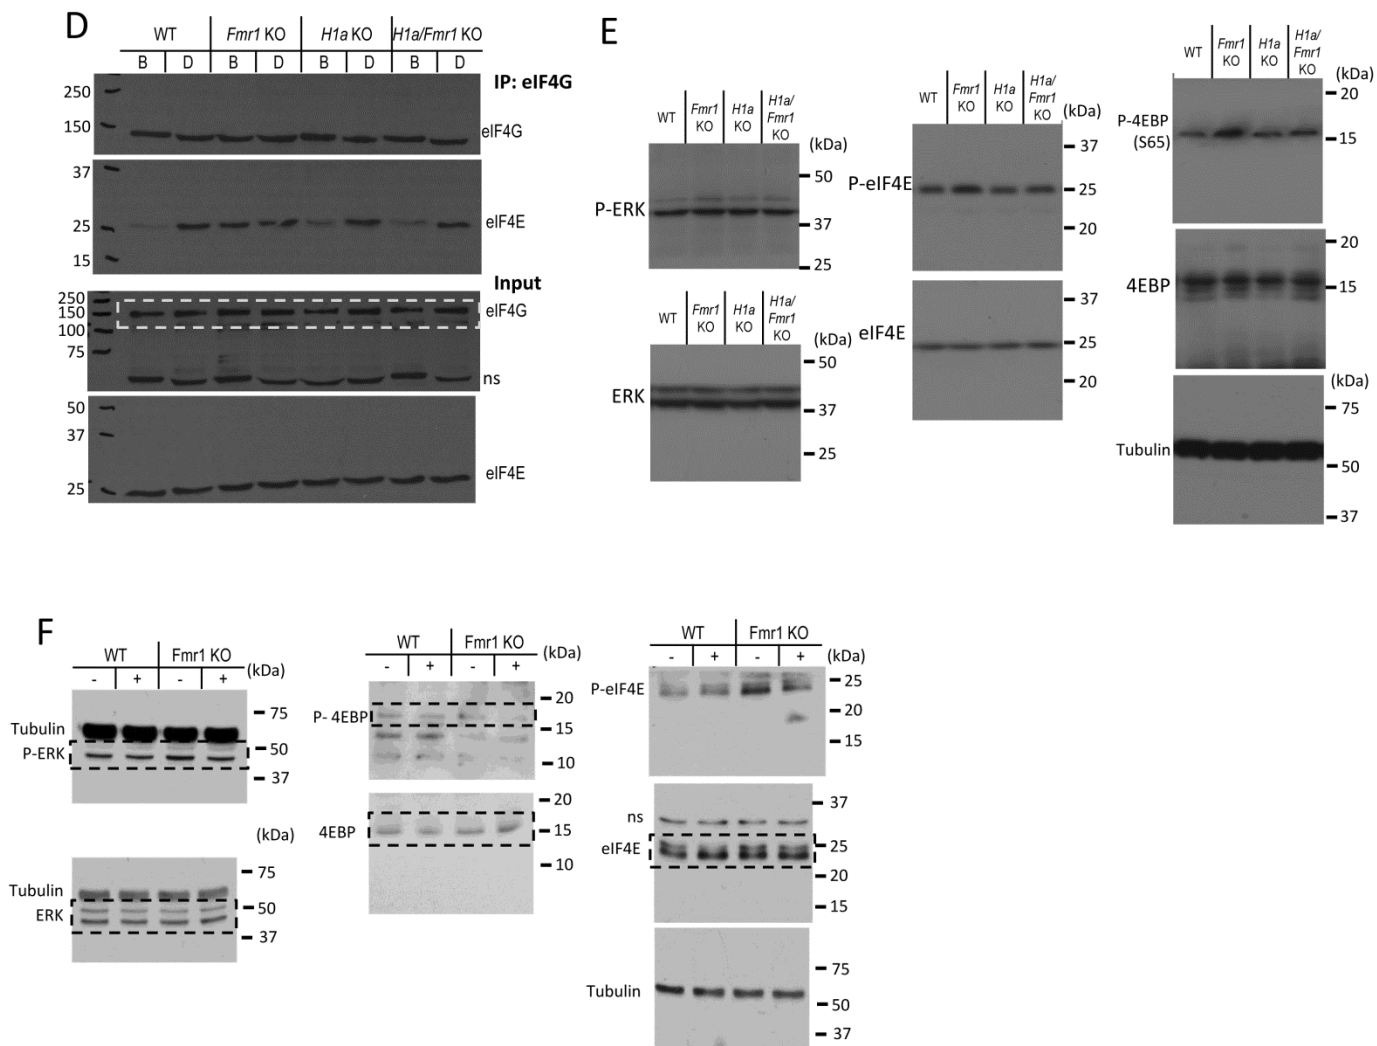 D
WT Fmr1 KO H1a KO H1a/Fmr1 KO
B D B D B D B D
IP: eIF4G
250
150
eIF4G
37
25
15
eIF4E
Input
250
150
100
75
eIF4G
ns
50
37
25
eIF4E
E
WT Fmr1 KO H1a KO H1a/ Fmr1 KO
(kDa)
P-ERK
50
37
25
WT Fmr1 KO H1a KO H1a/ Fmr1 KO
(kDa)
ERK
50
37
25
WT Fmr1 KO H1a KO H1a/ Fmr1 KO
(kDa)
P-eIF4E
37
25
20
eIF4E
37
25
20
WT Fmr1 KO H1a KO H1a/ Fmr1 KO
(kDa)
P-4EBP
(S65)
20
15
4EBP
20
15
(kDa)
Tubulin
75
50
37
F
WT Fmr1 KO
- + - +
(kDa)
Tubulin
P-ERK
75
50
37
(kDa)
Tubulin
ERK
75
50
37
WT Fmr1 KO
- + - +
(kDa)
P- 4EBP
20
15
10
4EBP
20
15
10
WT Fmr1 KO
- + - +
(kDa)
P-eIF4E
25
20
15
ns
eIF4E
37
25
20
15
Tubulin
75
50
37